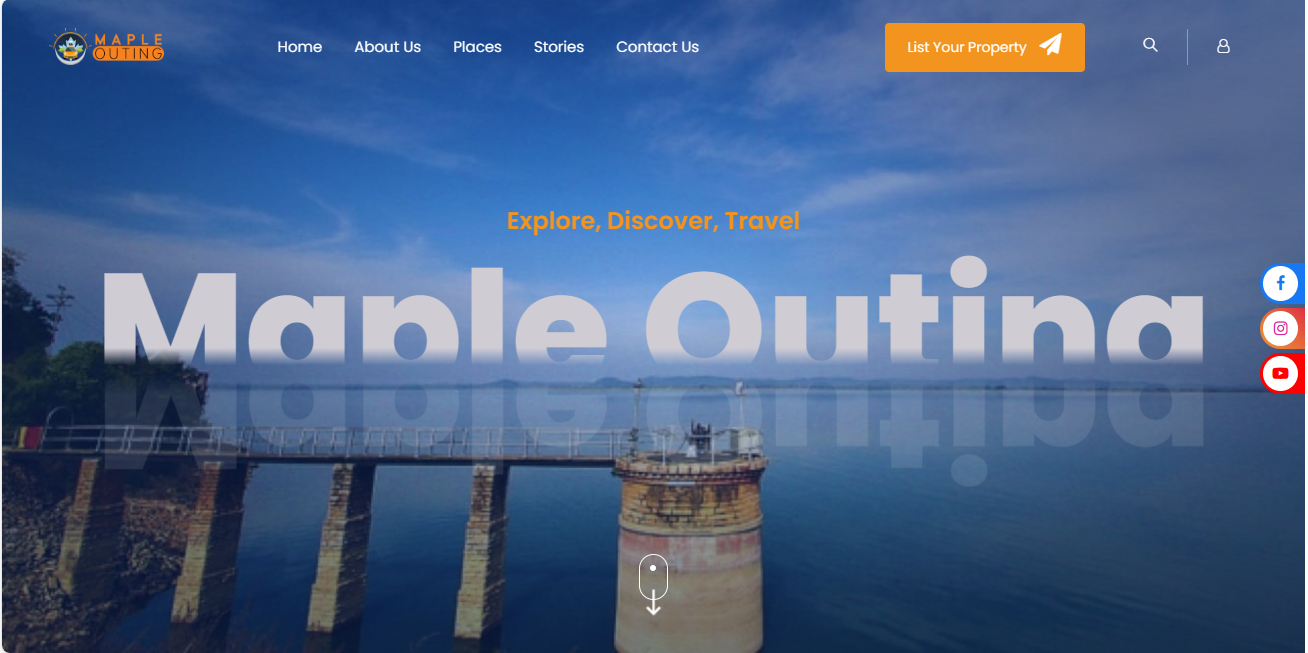 MAPLE
OUTING
Home
About Us
Places
Stories
Contact Us
List Your Property
Explore, Discover, Travel
Maple Outing